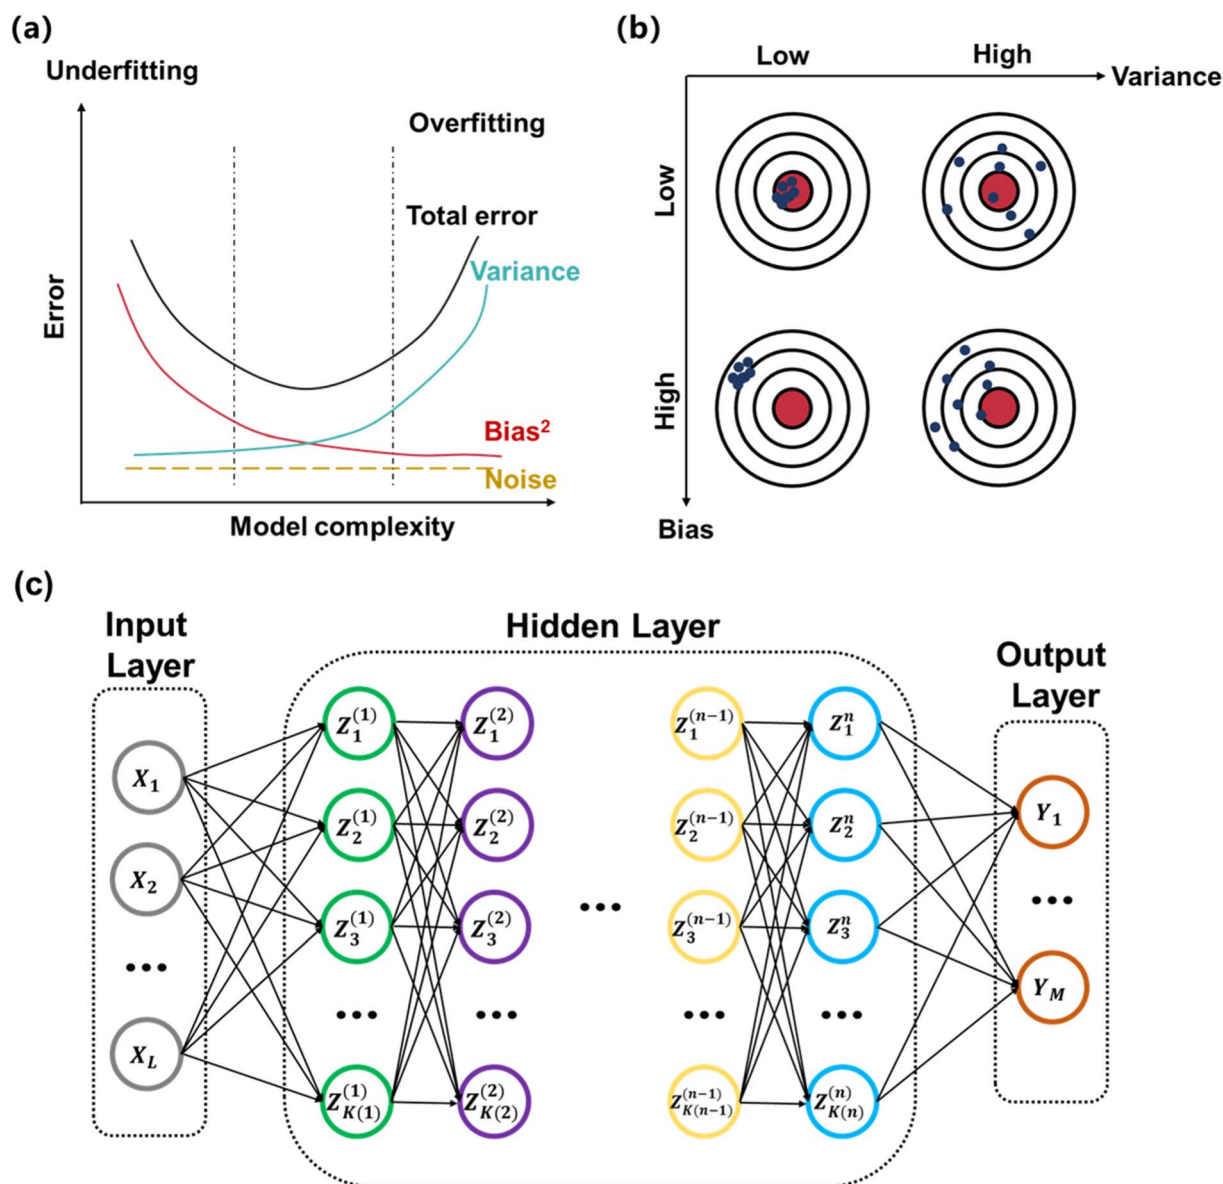 (a)
Underfitting
Overfitting
Total error
Variance
Bias²
Noise
Error
Model complexity
(b)
Low High
Variance
Low
High
Bias
(c)
Input
Layer
Hidden Layer
Output
Layer
X₁
X₂
...
X_L
Z₁⁽¹⁾
Z₂⁽¹⁾
Z₃⁽¹⁾
...
Z_K(1)⁽¹⁾
Z₁⁽²⁾
Z₂⁽²⁾
Z₃⁽²⁾
...
Z_K(2)⁽²⁾
...
Z₁⁽ⁿ⁻¹⁾
Z₂⁽ⁿ⁻¹⁾
Z₃⁽ⁿ⁻¹⁾
...
Z_K(n−1)⁽ⁿ⁻¹⁾
Z₁ⁿ
Z₂ⁿ
Z₃ⁿ
...
Z_K(n)⁽ⁿ⁾
Y₁
...
Y_M